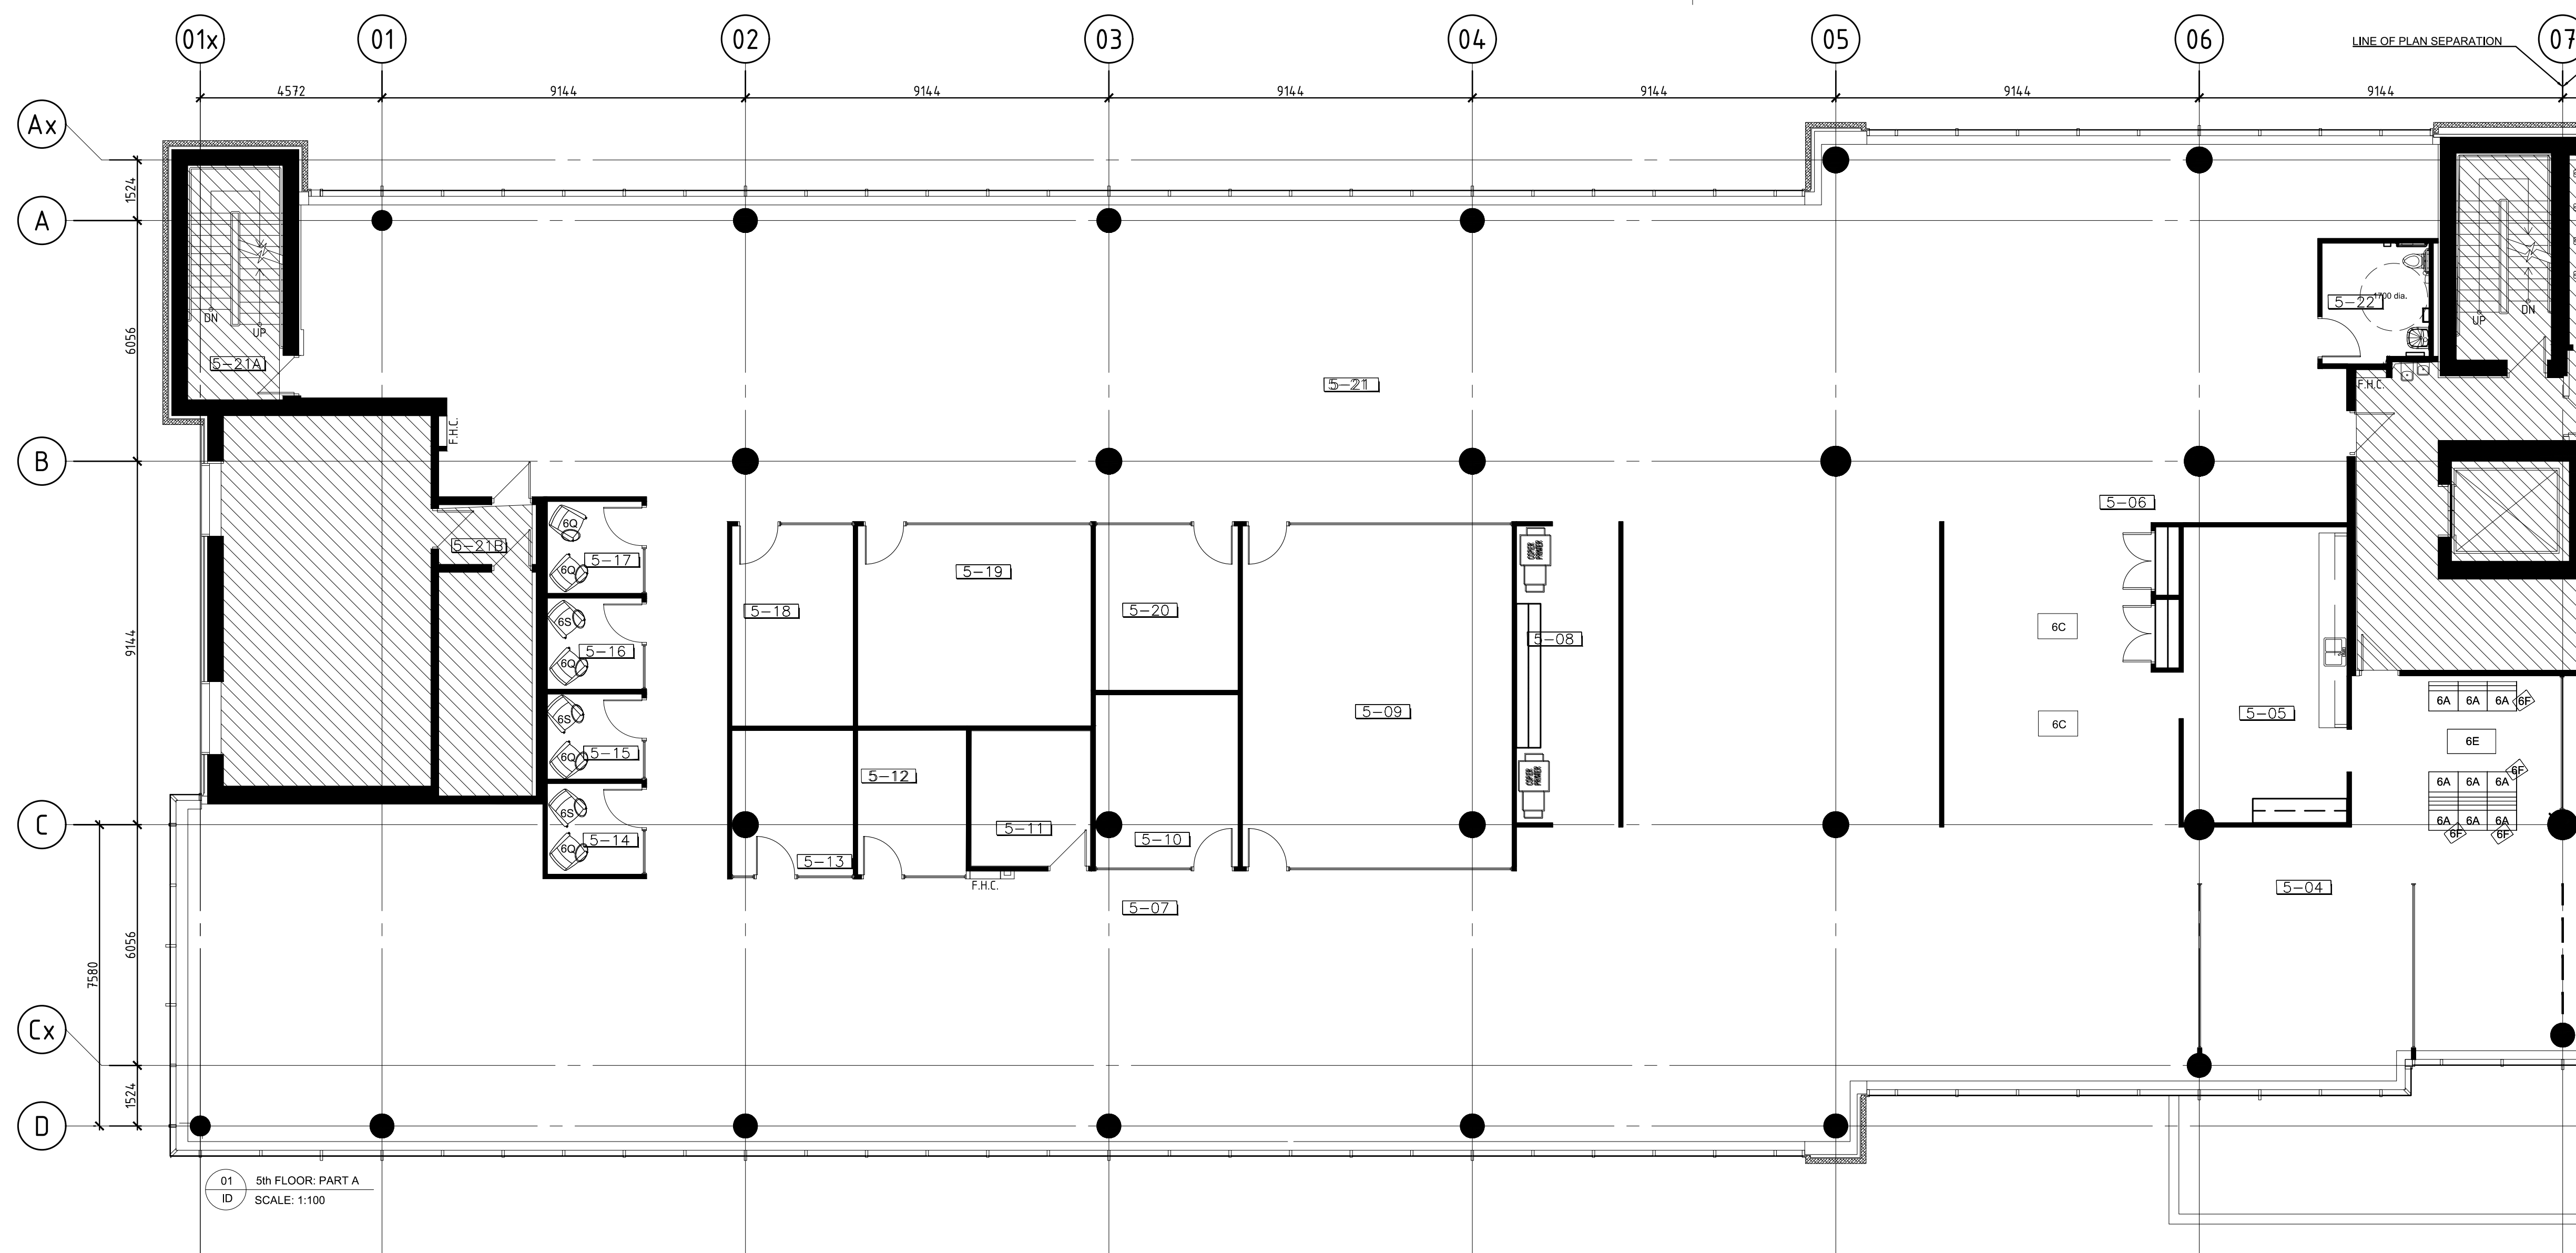 01x
01
02
03
04
05
06
07
LINE OF PLAN SEPARATION
4572
9144
9144
9144
9144
9144
9144
Ax
A
B
C
Cx
D
1524
6056
9144
6056
7580
1524
DN
UP
5-21A
F.H.C.
5-21
5-22
1700 dia.
UP
DN
F.H.C.
5-06
5-21B
6Q
5-17
6Q
6S
5-16
6Q
6S
5-15
6Q
6S
5-14
6Q
5-18
5-19
5-20
COPIER
PRINTER
5-08
5-09
COPIER
PRINTER
6C
6C
5-05
6A 6A 6A 6F
6E
6A 6A 6A 6F
6A 6A 6A
6F 6F
5-12
5-11
5-10
5-13
F.H.C.
5-07
5-04
01
ID
5th FLOOR: PART A
SCALE: 1:100